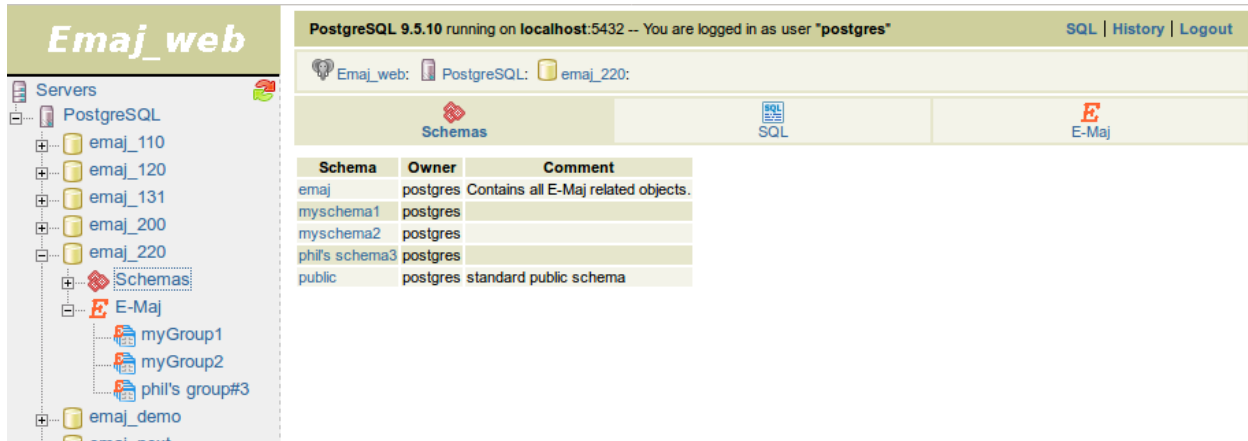 Emaj_web
Servers
PostgreSQL
emaj_110
emaj_120
emaj_131
emaj_200
emaj_220
Schemas
E-Maj
myGroup1
myGroup2
phil's group#3
emaj_demo
PostgreSQL 9.5.10 running on localhost:5432 -- You are logged in as user "postgres" SQL | History | Logout
Emaj_web: PostgreSQL: emaj_220:
Schemas SQL E-Maj
Schema Owner Comment
emaj postgres Contains all E-Maj related objects.
myschema1 postgres
myschema2 postgres
phil's schema3 postgres
public postgres standard public schema